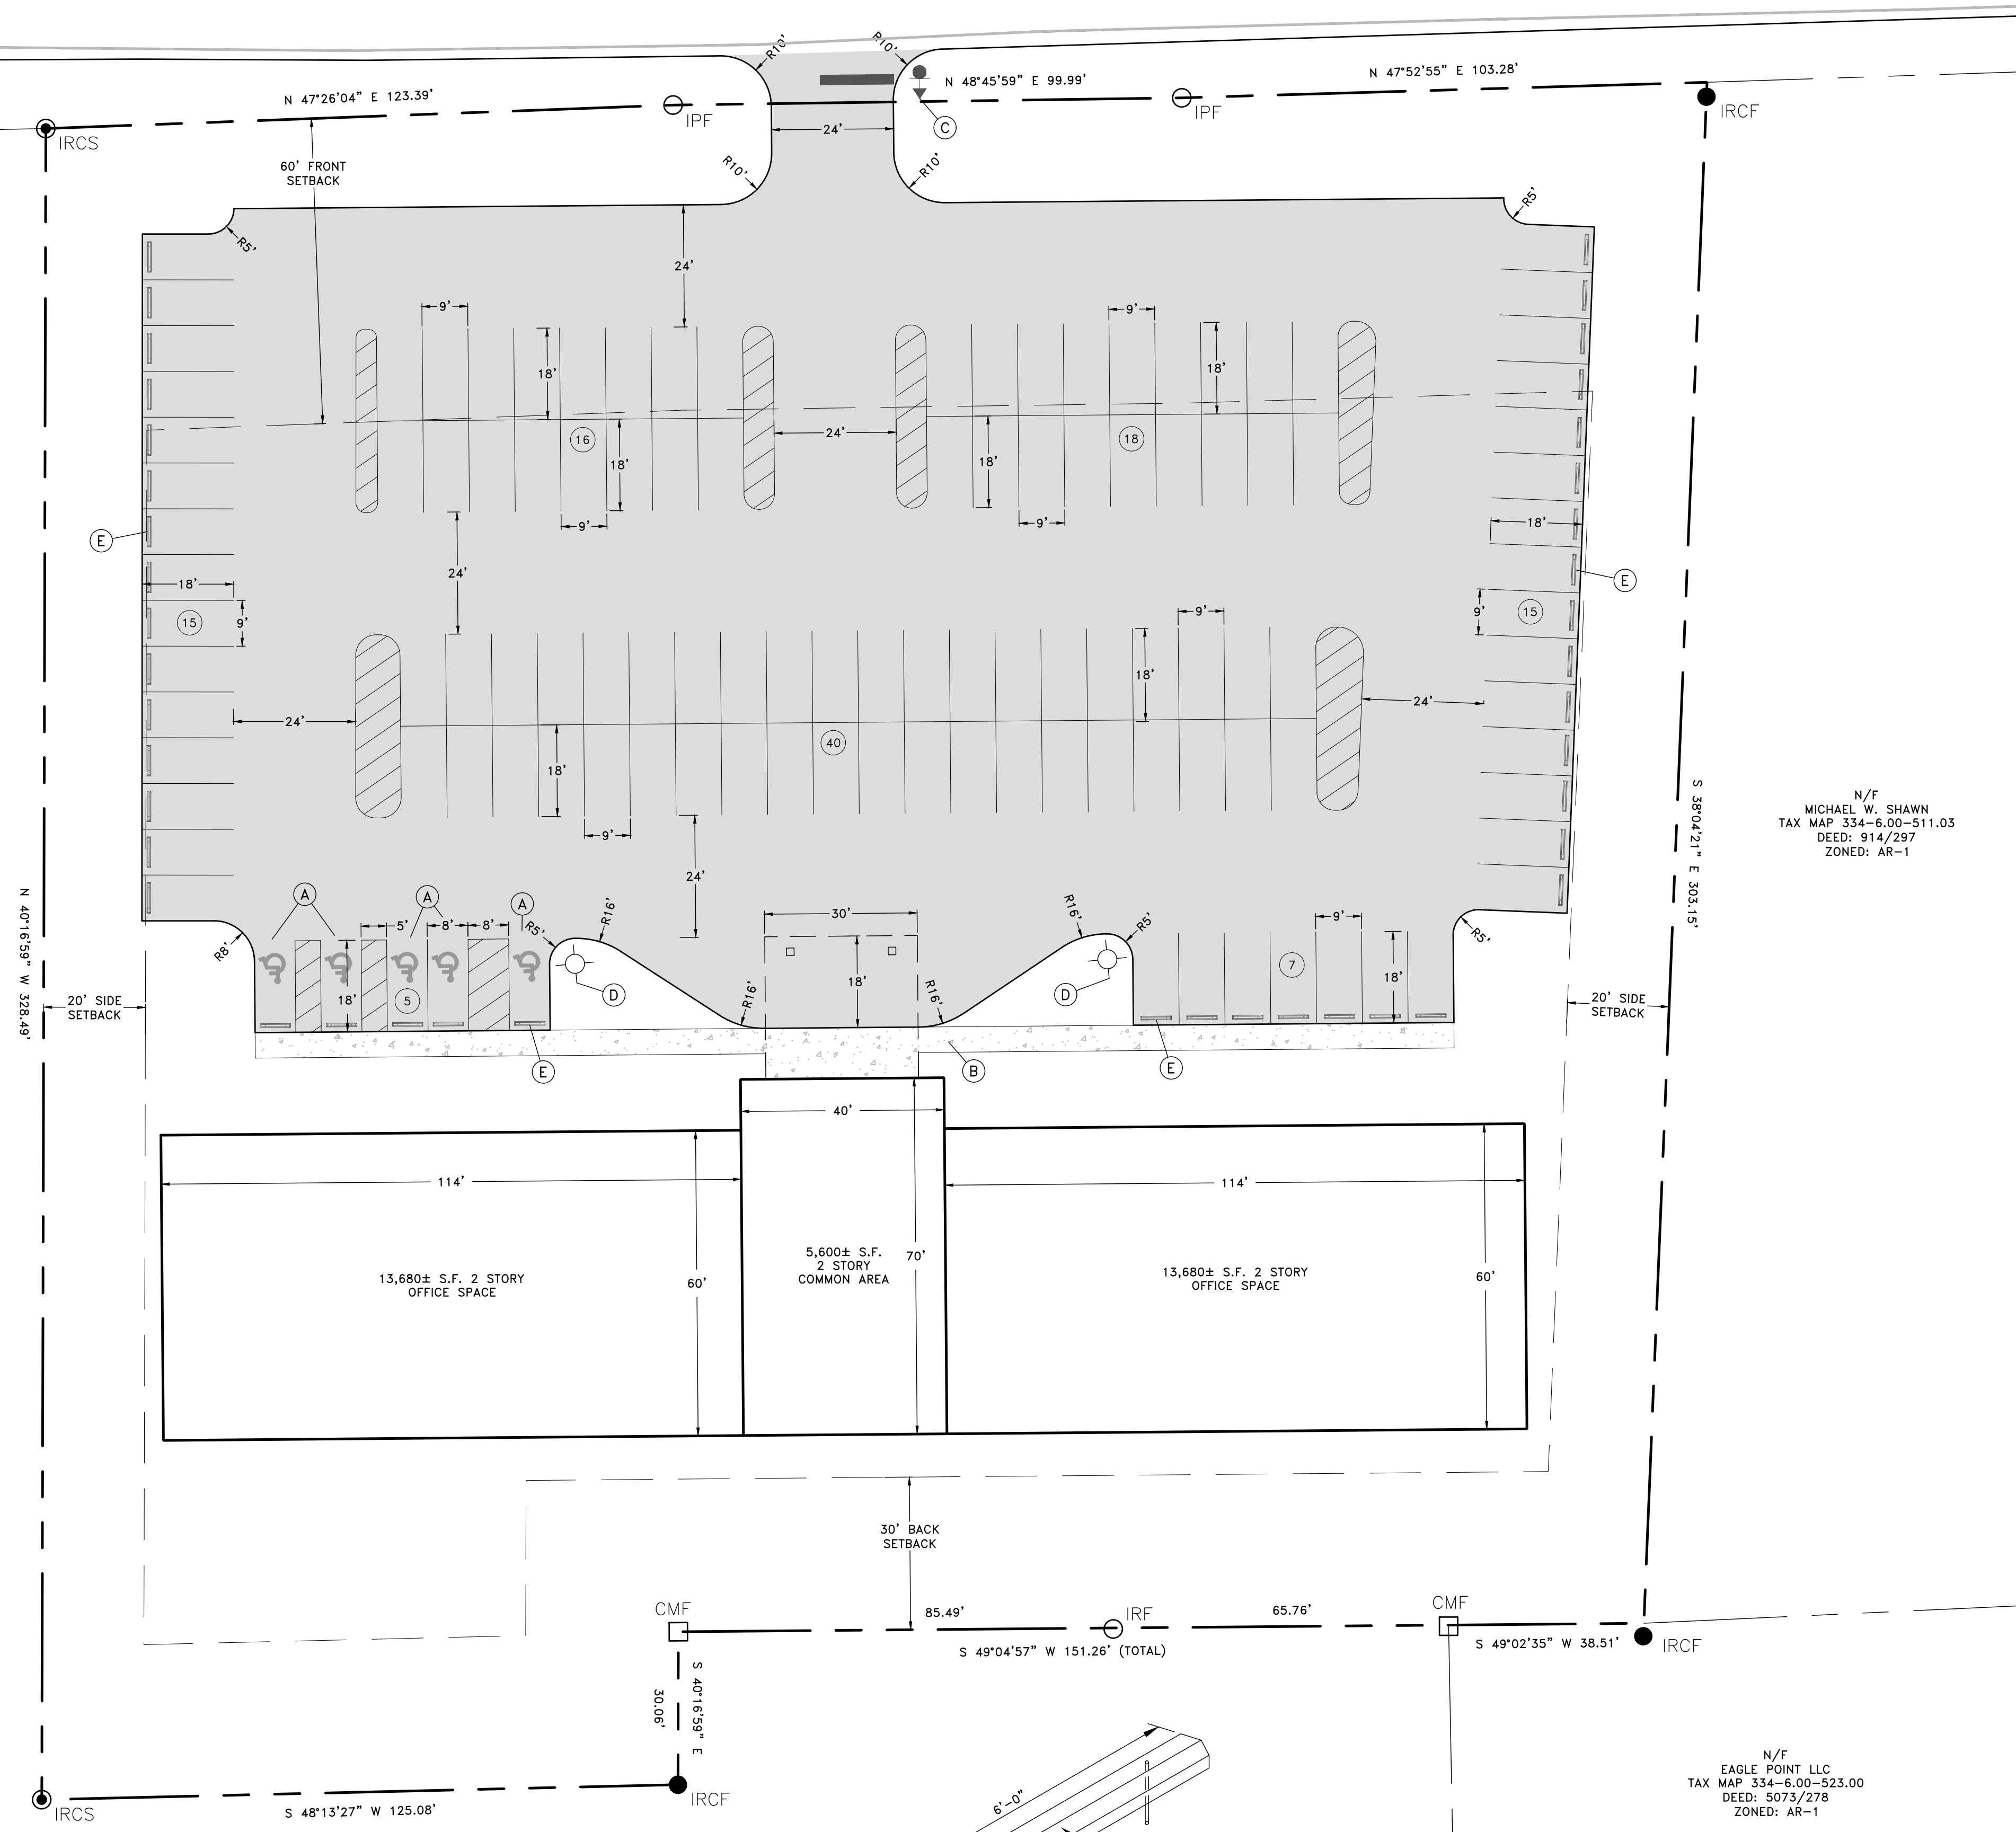 R10'
R10'
N 47°26'04" E 123.39'
N 48°45'59" E 99.99'
N 47°52'55" E 103.28'
IRCS
IPF
C
IPF
IRCF
24'
60' FRONT
SETBACK
R10'
R10'
R5'
R5'
24'
9'
9'
18'
18'
16
24'
18
18'
18'
9'
9'
E
18'
24'
E
18'
9'
15
9'
9'
15
18'
24'
24'
40
18'
9'
24'
N/F
MICHAEL W. SHAWN
TAX MAP 334-6.00-511.03
DEED: 914/297
ZONED: AR-1
S 38°04'21" E 303.15'
N 40°16'59" W 328.49'
A
A
A
5'
8'
8'
R5'
R16'
30'
R16'
R5'
9'
R8'
R5'
5
18'
D
R16'
18'
R16'
D
7
18'
20' SIDE
SETBACK
20' SIDE
SETBACK
E
B
E
40'
114'
114'
13,680± S.F. 2 STORY
OFFICE SPACE
60'
5,600± S.F.
2 STORY
COMMON AREA
70'
13,680± S.F. 2 STORY
OFFICE SPACE
60'
30' BACK
SETBACK
CMF
85.49'
IRF
65.76'
CMF
S 49°04'57" W 151.26' (TOTAL)
S 49°02'35" W 38.51'
IRCF
S 40°16'59" E
30.06'
IRCS
S 48°13'27" W 125.08'
IRCF
6'-0"
N/F
EAGLE POINT LLC
TAX MAP 334-6.00-523.00
DEED: 5073/278
ZONED: AR-1